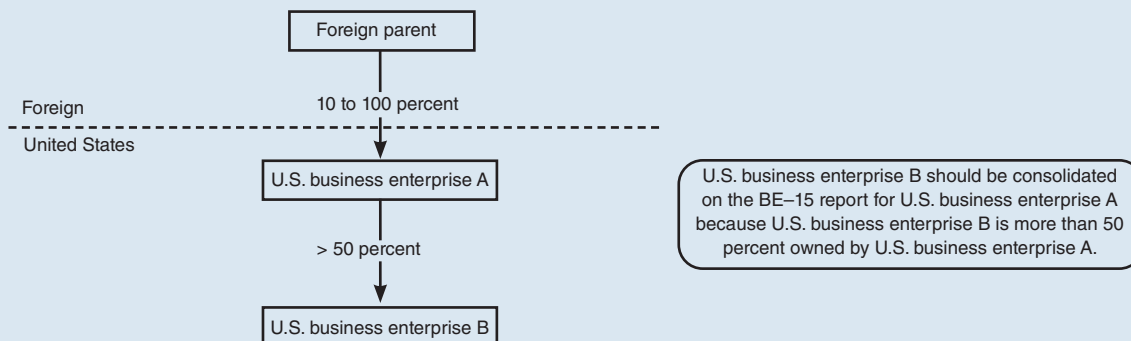 Foreign parent
10 to 100 percent
Foreign
United States
U.S. business enterprise A
> 50 percent
U.S. business enterprise B
U.S. business enterprise B should be consolidated
on the BE–15 report for U.S. business enterprise A
because U.S. business enterprise B is more than 50
percent owned by U.S. business enterprise A.